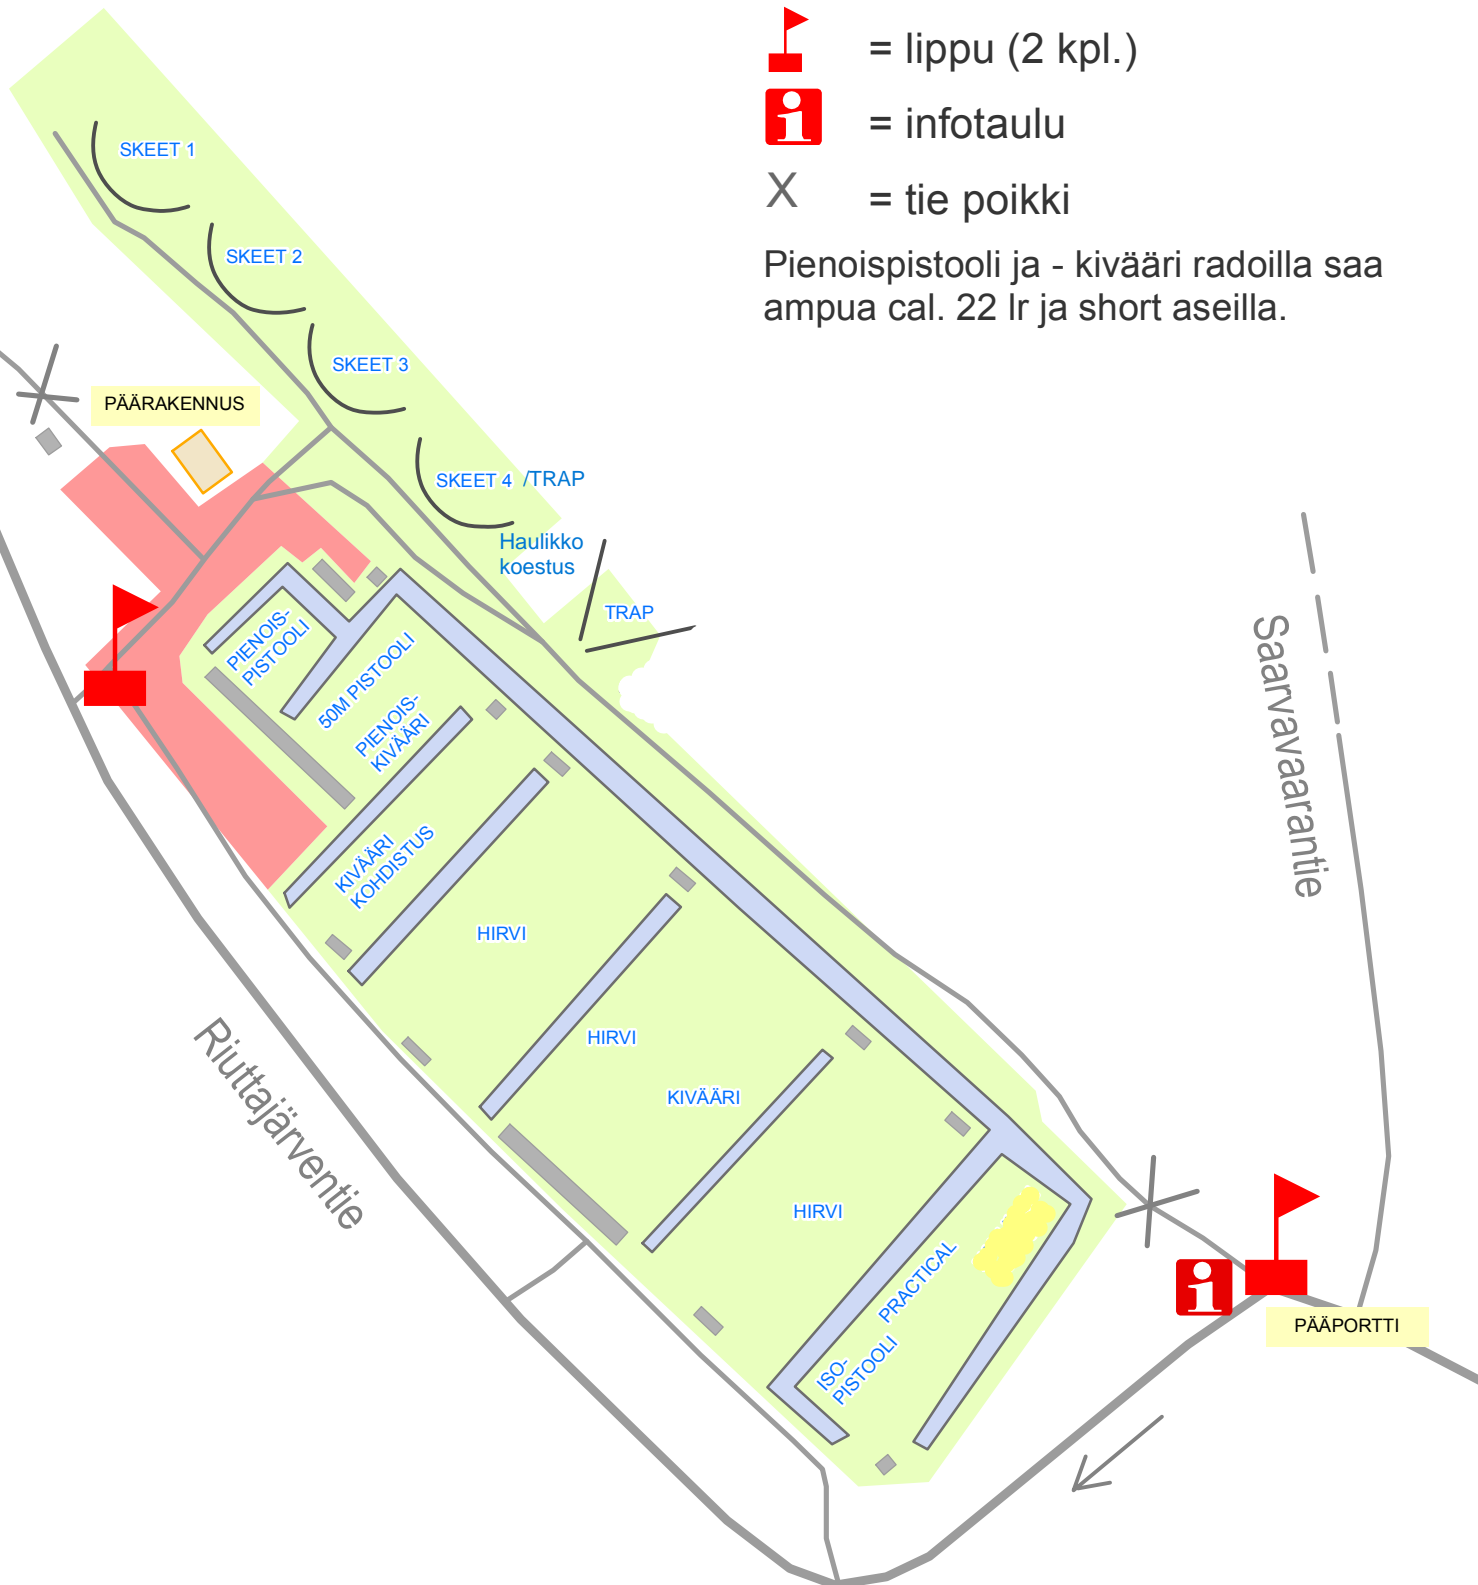 = lippu (2 kpl.)
= infotaulu
X = tie poikki
Pienoispistooli ja - kivääri radoilla saa
ampua cal. 22 lr ja short aseilla.
SKEET 1
SKEET 2
SKEET 3
PÄÄRAKENNUS
SKEET 4 /TRAP
Haulikko
koestus
TRAP
PIENOIS-
PISTOOLI
50M PISTOOLI
PIENOIS-
KIVÄÄRI
KIVÄÄRI
KOHDISTUS
HIRVI
HIRVI
KIVÄÄRI
HIRVI
PRACTICAL
ISO-
PISTOOLI
Saarvavaarantie
Riuttajärventie
PÄÄPORTTI